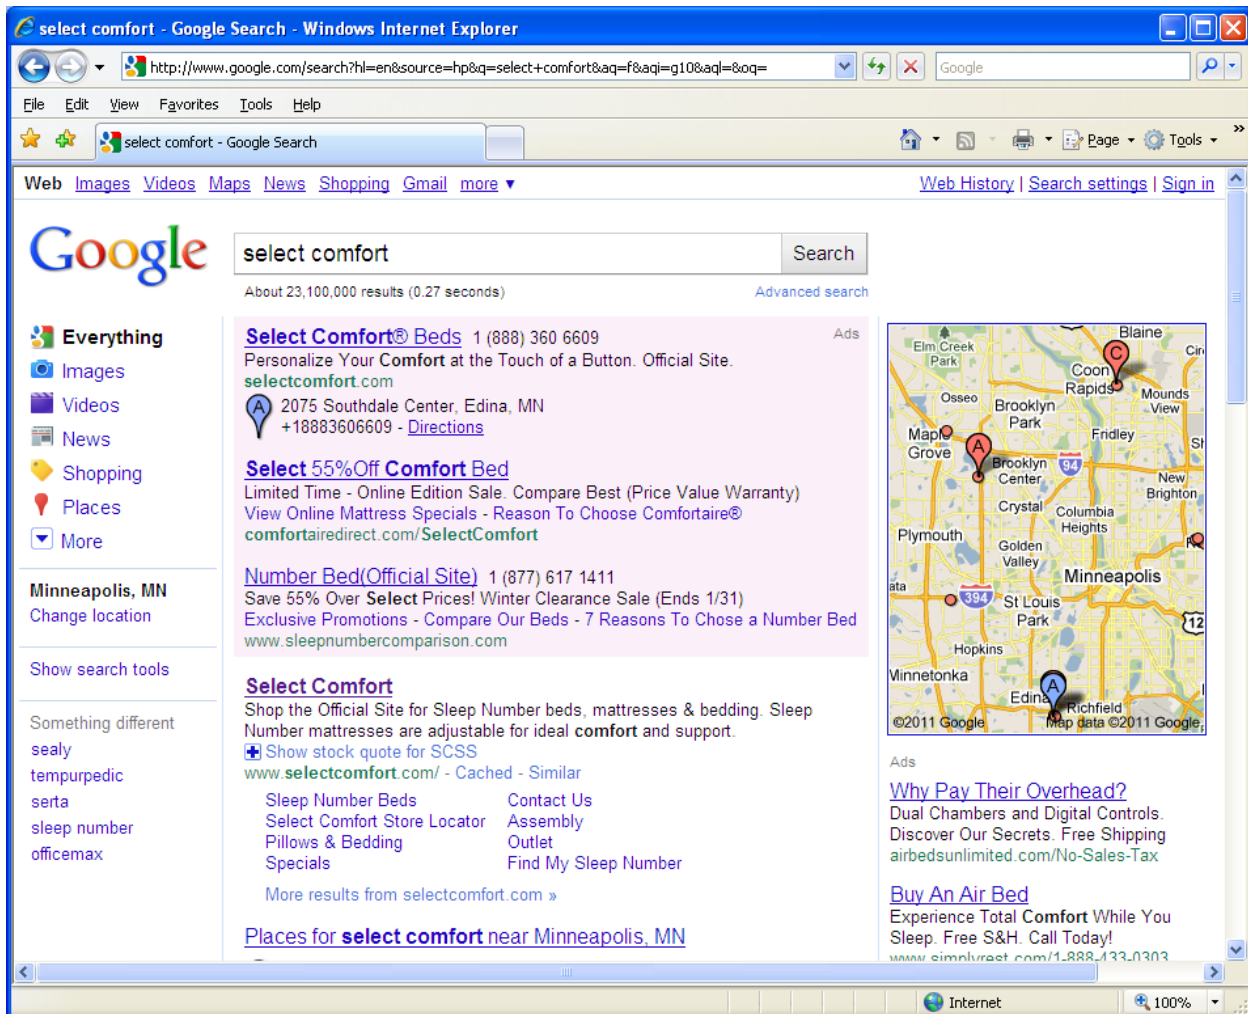 select comfort - Google Search - Windows Internet Explorer
http://www.google.com/search?hl=en&source=hp&q=select+comfort&aq=f&aqi=g10&aql=&oq=
Google
File Edit View Favorites Tools Help
select comfort - Google Search
Page Tools »
Web Images Videos Maps News Shopping Gmail more ▼
Web History | Search settings | Sign in
Google
select comfort
Search
About 23,100,000 results (0.27 seconds)
Advanced search
Everything
Images
Videos
News
Shopping
Places
More
Minneapolis, MN
Change location
Show search tools
Something different
sealy
tempurpedic
serta
sleep number
officemax
Select Comfort® Beds 1 (888) 360 6609
Ads
Personalize Your Comfort at the Touch of a Button. Official Site.
selectcomfort.com
A 2075 Southdale Center, Edina, MN
+18883606609 - Directions
Select 55%Off Comfort Bed
Limited Time - Online Edition Sale. Compare Best (Price Value Warranty)
View Online Mattress Specials - Reason To Choose Comfortaire®
comfortairedirect.com/SelectComfort
Number Bed(Official Site) 1 (877) 617 1411
Save 55% Over Select Prices! Winter Clearance Sale (Ends 1/31)
Exclusive Promotions - Compare Our Beds - 7 Reasons To Chose a Number Bed
www.sleepnumbercomparison.com
Select Comfort
Shop the Official Site for Sleep Number beds, mattresses & bedding. Sleep
Number mattresses are adjustable for ideal comfort and support.
Show stock quote for SCSS
www.selectcomfort.com/ - Cached - Similar
Sleep Number Beds
Contact Us
Select Comfort Store Locator
Assembly
Pillows & Bedding
Outlet
Specials
Find My Sleep Number
More results from selectcomfort.com »
Places for select comfort near Minneapolis, MN
Blaine
Elm Creek
Park
C
Coon
Rapids
Osseo
Mounds
View
Brooklyn
Park
Maple
Grove
Fridley
A
Brooklyn
Center
94
New
Brighton
Crystal
Columbia
Heights
Plymouth
Golden
Valley
Minneapolis
394
St Louis
Park
12
Hopkins
Minnetonka
A
Edina
Richfield
©2011 Google
Map data ©2011 Google,
Ads
Why Pay Their Overhead?
Dual Chambers and Digital Controls.
Discover Our Secrets. Free Shipping
airbedsunlimited.com/No-Sales-Tax
Buy An Air Bed
Experience Total Comfort While You
Sleep. Free S&H. Call Today!
www.simplyrest.com/1-888-433-0303
Internet
100%